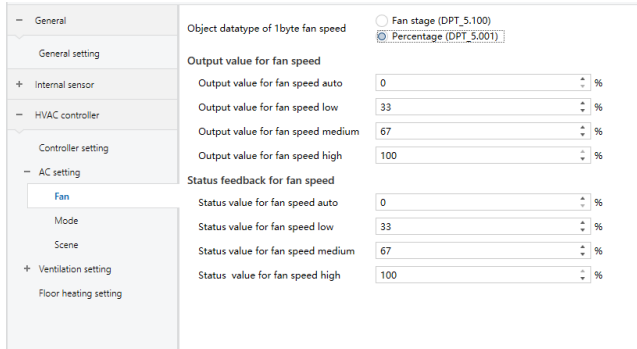 General
General setting
Internal sensor
HVAC controller
Controller setting
AC setting
Fan
Mode
Scene
Ventilation setting
Floor heating setting
Object datatype of 1byte fan speed
Fan stage (DPT_5.100)
Percentage (DPT_5.001)
Output value for fan speed
Output value for fan speed auto 0 %
Output value for fan speed low 33 %
Output value for fan speed medium 67 %
Output value for fan speed high 100 %
Status feedback for fan speed
Status value for fan speed auto 0 %
Status value for fan speed low 33 %
Status value for fan speed medium 67 %
Status value for fan speed high 100 %